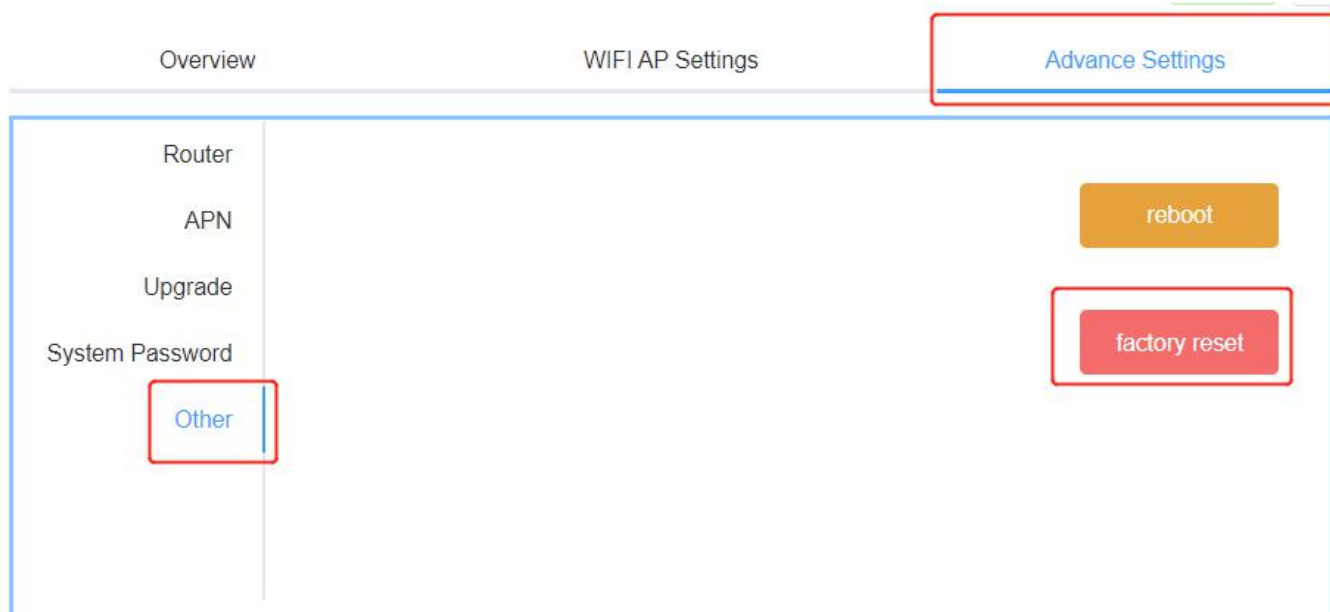 Overview
WIFI AP Settings
Advance Settings
Router
APN
Upgrade
System Password
Other
reboot
factory reset